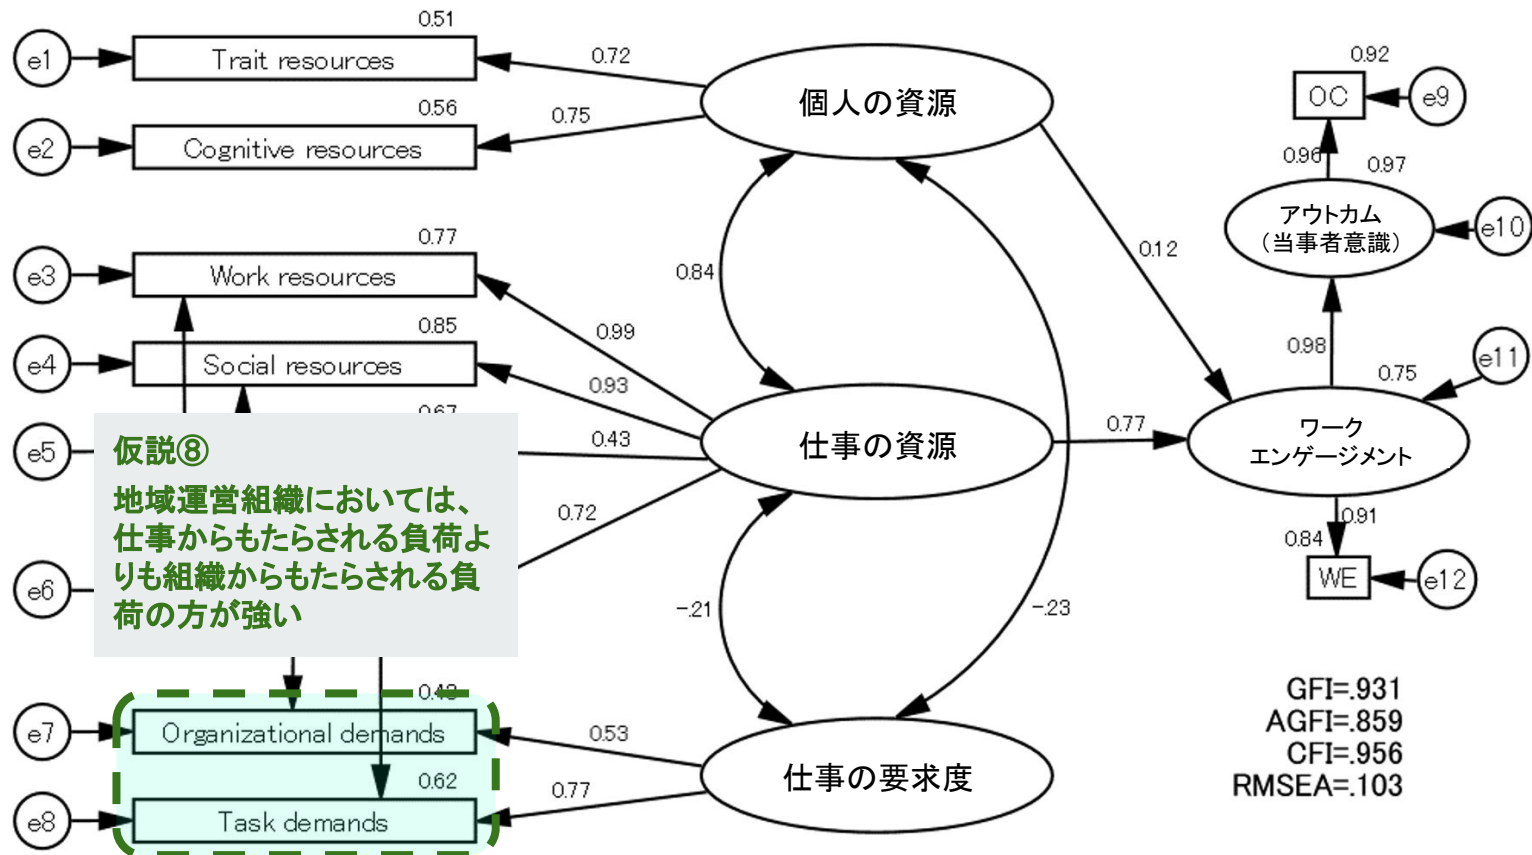 0.51
e1
Trait resources
0.72
0.56
e2
Cognitive resources
0.75
個人の資源
0.77
e3
Work resources
0.99
0.84
0.85
e4
Social resources
0.93
e5
0.43
仕事の資源
仮説⑧
地域運営組織においては、
仕事からもたらされる負荷よ
りも組織からもたらされる負
荷の方が強い
e6
0.72
-.21
-.23
e7
Organizational demands
0.53
仕事の要求度
0.62
e8
Task demands
0.77
0.12
0.77
0.92
OC
e9
0.96
0.97
アウトカム
（当事者意識）
e10
0.98
0.75
e11
ワーク
エンゲージメント
0.91
0.84
WE
e12
GFI=.931
AGFI=.859
CFI=.956
RMSEA=.103